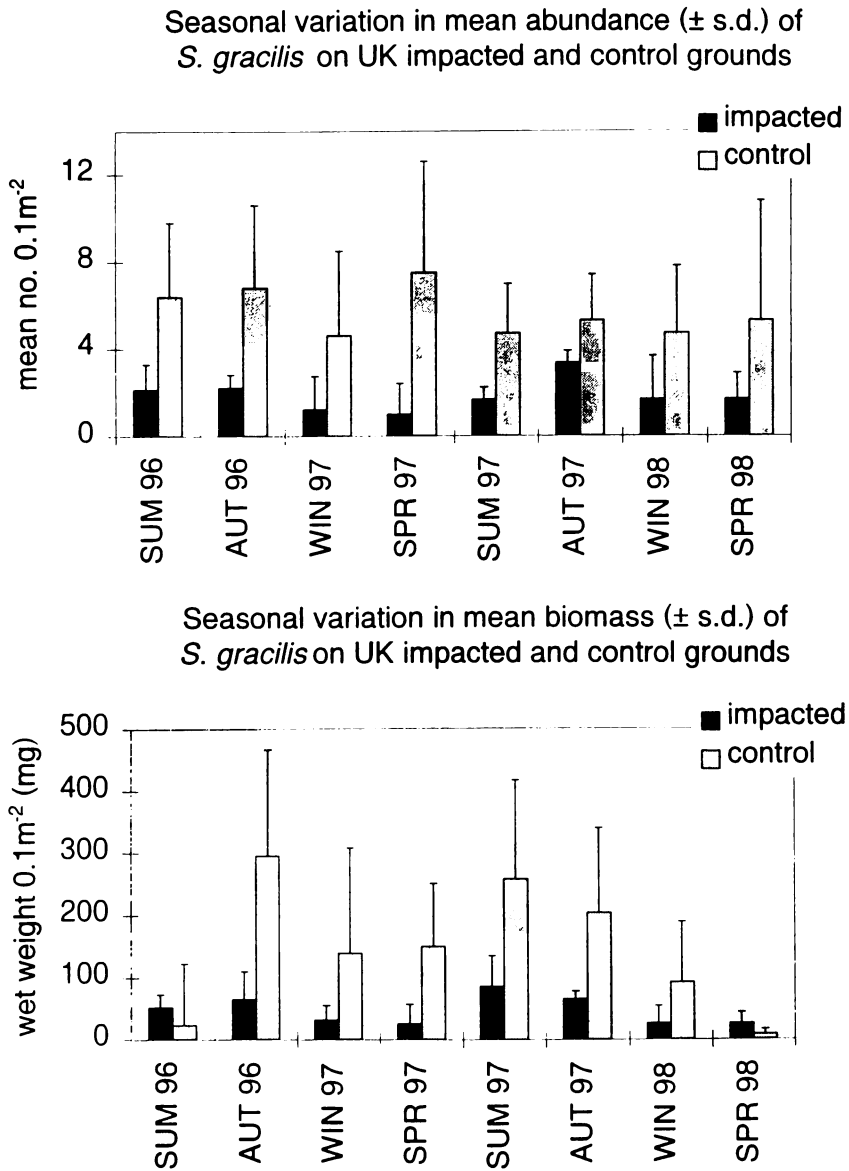 Seasonal variation in mean abundance (± s.d.) of
S. gracilis on UK impacted and control grounds
impacted
control
mean no. 0.1m⁻²
12
8
4
0
SUM 96
AUT 96
WIN 97
SPR 97
SUM 97
AUT 97
WIN 98
SPR 98
Seasonal variation in mean biomass (± s.d.) of
S. gracilis on UK impacted and control grounds
impacted
control
wet weight 0.1m⁻² (mg)
500
400
300
200
100
0
SUM 96
AUT 96
WIN 97
SPR 97
SUM 97
AUT 97
WIN 98
SPR 98